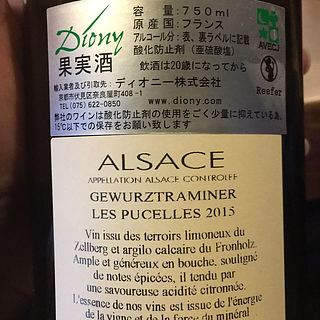 Diony
果実酒
容量:750ml
原産国:フランス
アルコール分:表、裏ラベルに記載
酸化防止剤(亜硫酸塩)
飲酒は20歳になってから
AVECJ
Reefer
輸入業者及び引取先:ディオニー株式会社
京都市伏見区奈良屋町408-1
TEL (075) 622-0850
www.diony.com
弊社のワインは酸化防止剤の使用をごく少量に抑えている為、
15℃以下での保存をお願い致します
ALSACE
APPELLATION ALSACE CONTROLEE
GEWURZTRAMINER
LES PUCELLES 2015
Vin issu des terroirs limoneux du
Zellberg et argilo calcaire du Fronholz.
Ample et généreux en bouche, souligné
de notes épicées, il tendu par
une savoureuse acidité citronnée.
L'essence de nos vins est issue de l'énergie
de la vigne et de la force du minéral